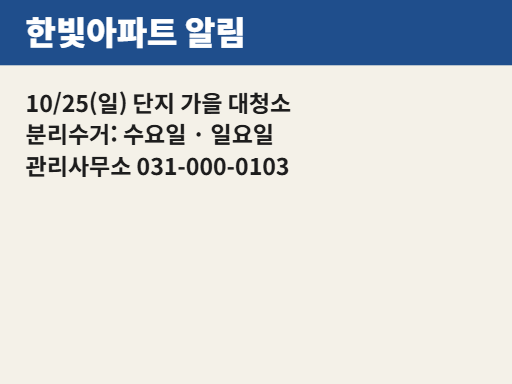 한빛아파트 알림
10/25(일) 단지 가을 대청소
분리수거: 수요일 · 일요일
관리사무소 031-000-0103